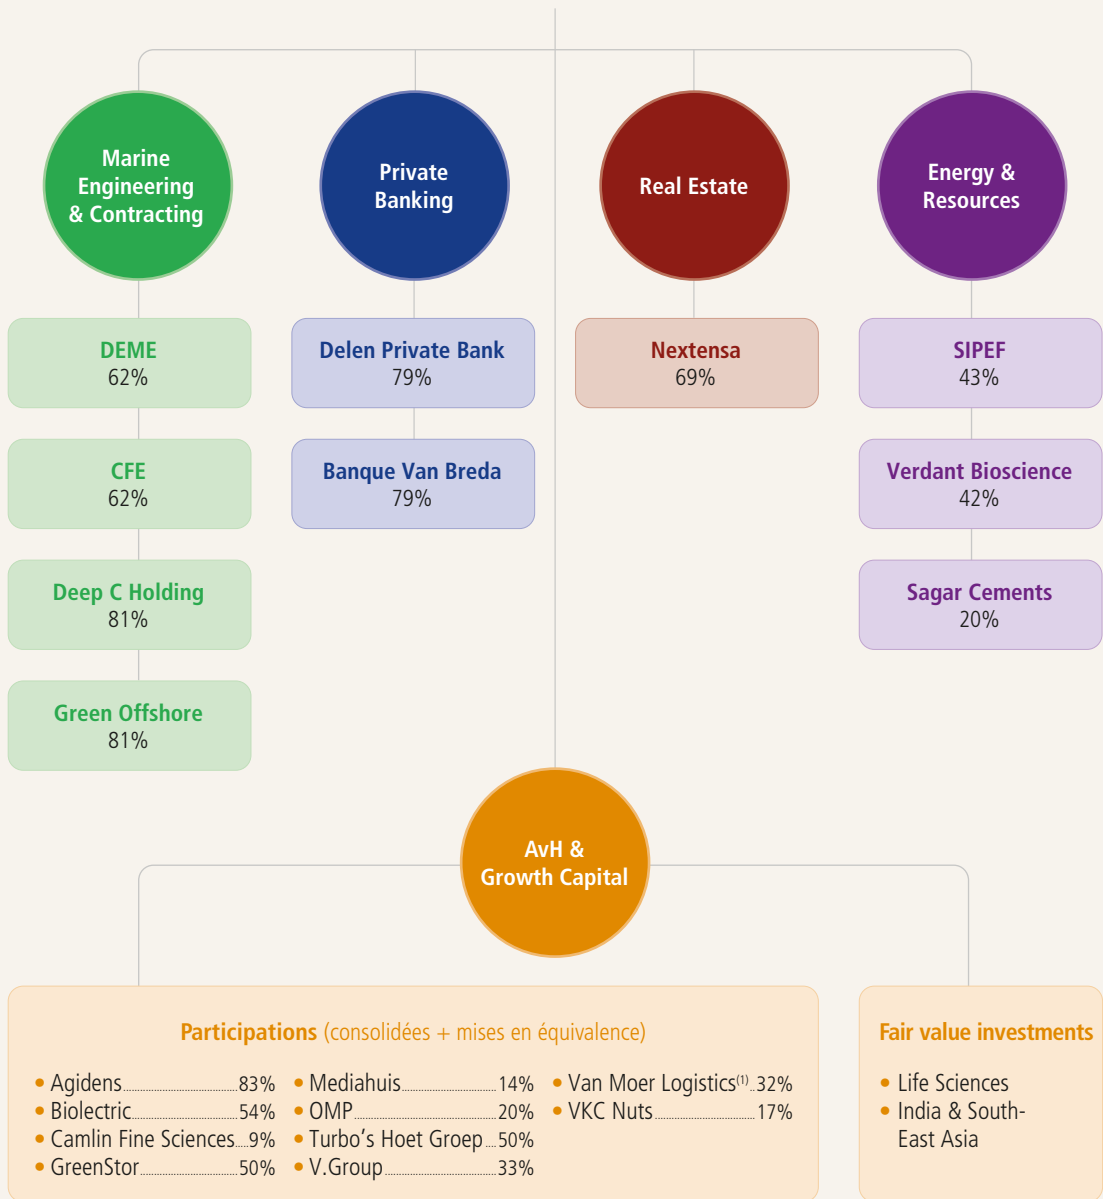 Marine
Engineering
& Contracting
Private
Banking
Real Estate
Energy &
Resources
DEME
62%
CFE
62%
Deep C Holding
81%
Green Offshore
81%
Delen Private Bank
79%
Banque Van Breda
79%
Nextensa
69%
SIPEF
43%
Verdant Bioscience
42%
Sagar Cements
20%
AvH &
Growth Capital
Participations (consolidées + mises en équivalence)
• Agidens 83%
• Biolectric 54%
• Camlin Fine Sciences 9%
• GreenStor 50%
• Mediahuis 14%
• OMP 20%
• Turbo's Hoet Groep 50%
• V.Group 33%
• Van Moer Logistics(1) 32%
• VKC Nuts 17%
Fair value investments
• Life Sciences
• India & South-
East Asia